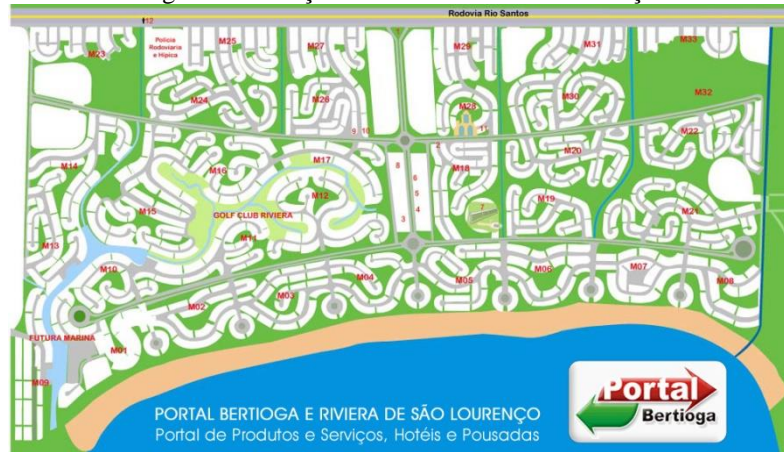 Rodovia Rio Santos
12
1
M23
Polícia
Rodoviaria
e Hípica
M25
M27
M29
M31
M33
M24
M26
M28
M30
M32
9
10
11
M22
M14
M16
M17
8
2
M18
M20
6
5
4
3
M15
M12
GOLF CLUB RIVIERA
7
M19
M21
M13
M11
M10
M04
M05
M06
M07
M08
M02
M03
FUTURA MARINA
M01
M09
PORTAL BERTIOGA E RIVIERA DE SÃO LOURENÇO
Portal de Produtos e Serviços, Hotéis e Pousadas
Portal
Bertioga